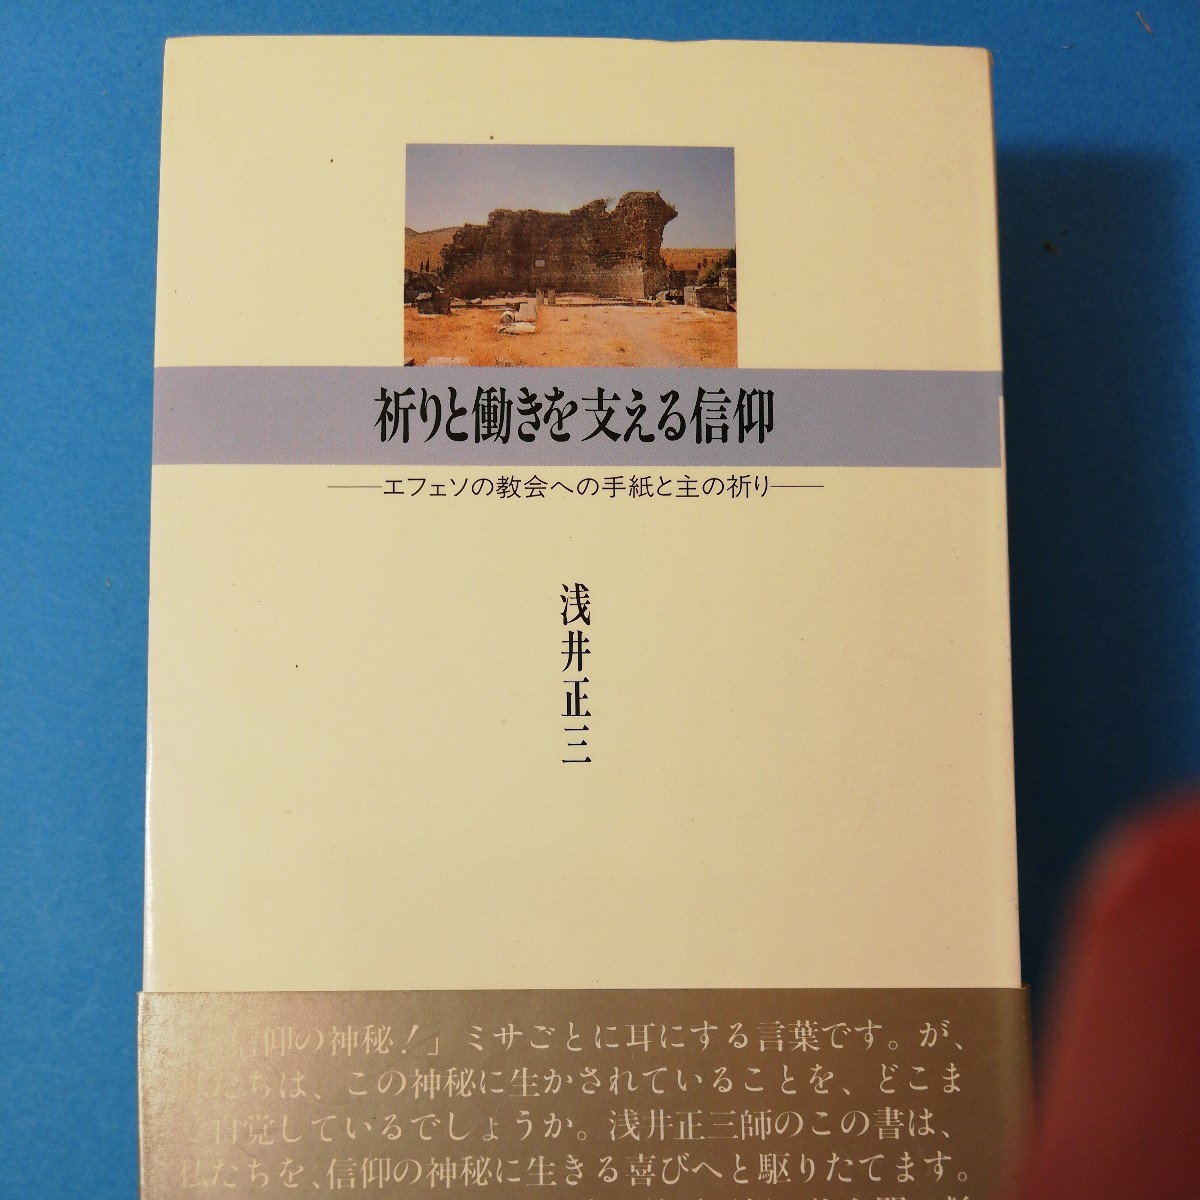 祈りと働きを支える信仰
——エフェソの教会への手紙と主の祈り——
浅井正三
信仰の神秘！」ミサごとに耳にする言葉です。が、
たちは、この神秘に生かされていることを、どこま
自覚しているでしょうか。浅井正三師のこの書は、
私たちを、信仰の神秘に生きる喜びへと駆りたてます。